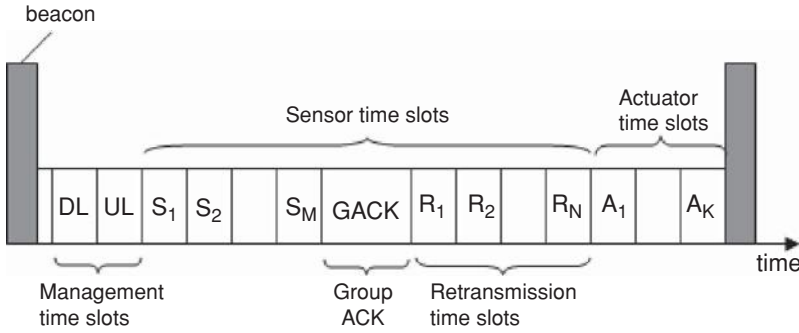 beacon
Sensor time slots
Actuator
time slots
DL UL S1 S2 SM GACK R1 R2 RN A1 AK
time
Management
time slots
Group
ACK
Retransmission
time slots